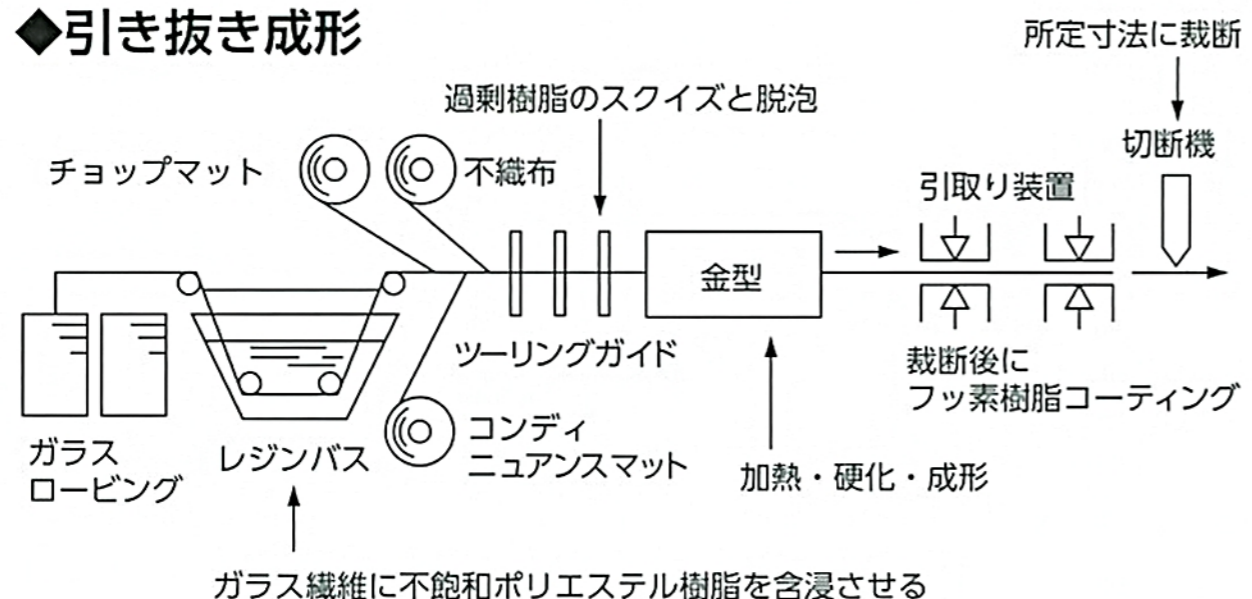 ◆引き抜き成形
所定寸法に裁断
過剰樹脂のスクイズと脱泡
切断機
チョップマット
不織布
引取り装置
金型
ツーリングガイド
裁断後に
フッ素樹脂コーティング
ガラス
ロービング
レジンバス
コンディ
ニュアンスマット
加熱・硬化・成形
ガラス繊維に不飽和ポリエステル樹脂を含浸させる